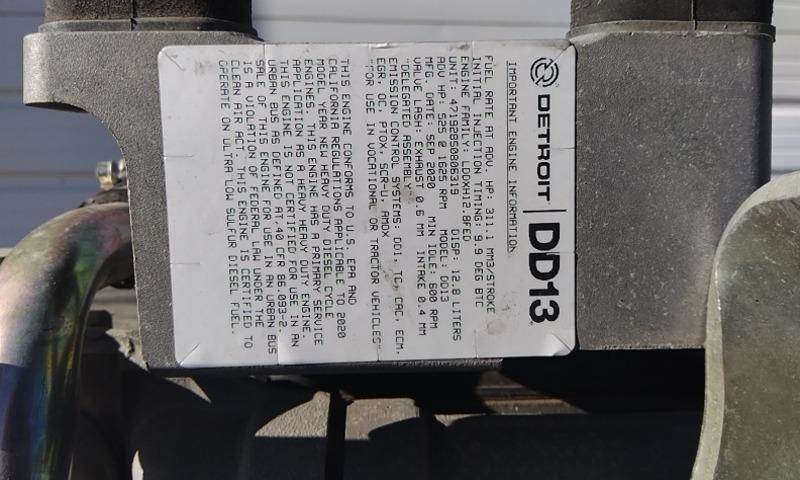 DETROIT | DD13
IMPORTANT ENGINE INFORMATION
FUEL RATE AT ADV. HP: 311.1 MM3/STROKE
INITIAL INJECTION TIMING: 9.9 DEG BTC
ENGINE FAMILY: LDDXH12.8FED DISP: 12.8 LITERS
UNIT: 471928S0806319 MODEL: DD13
ADV HP: 525 @ 1625 RPM MIN IDLE: 600 RPM
MFG. DATE: SEP 2020
VALVE LASH: EXHAUST 0.6 MM INTAKE 0.4 MM
"DELEGATED ASSEMBLY"
EMISSION CONTROL SYSTEMS: DDI, TC, CAC, ECM,
EGR, OC, PTOX, SCR-U, AMOX
"FOR USE IN VOCATIONAL OR TRACTOR VEHICLES"
THIS ENGINE CONFORMS TO U.S. EPA AND
CALIFORNIA REGULATIONS APPLICABLE TO 2020
MODEL YEAR NEW HEAVY DUTY DIESEL CYCLE
ENGINES. THIS ENGINE HAS A PRIMARY SERVICE
APPLICATION AS A HEAVY HEAVY DUTY ENGINE.
THIS ENGINE IS NOT CERTIFIED FOR USE IN AN
URBAN BUS AS DEFINED AT 40 CFR 86.093-2.
SALE OF THIS ENGINE FOR USE IN AN URBAN BUS
IS A VIOLATION OF FEDERAL LAW UNDER THE
CLEAN AIR ACT. THIS ENGINE IS CERTIFIED TO
OPERATE ON ULTRA LOW SULFUR DIESEL FUEL.